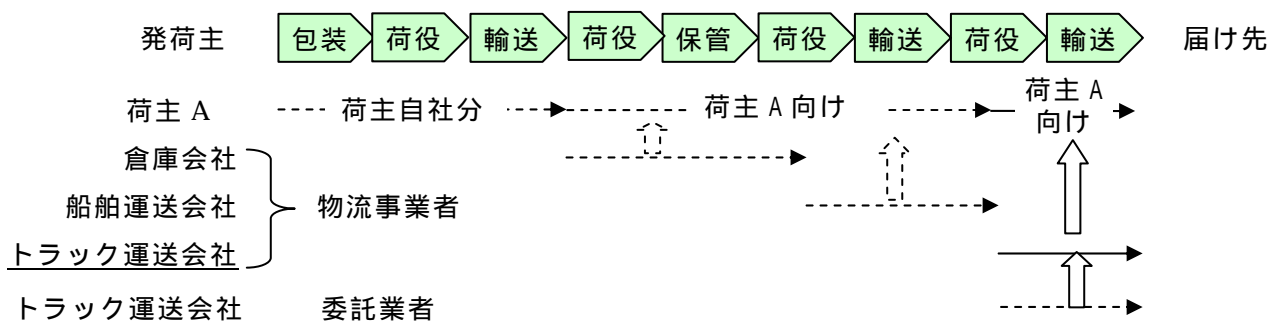 発荷主 包装 荷役 輸送 荷役 保管 荷役 輸送 荷役 輸送 届け先
荷主 A 荷主自社分 荷主 A 向け 荷主 A
向け
倉庫会社
船舶運送会社 物流事業者
トラック運送会社
トラック運送会社 委託業者